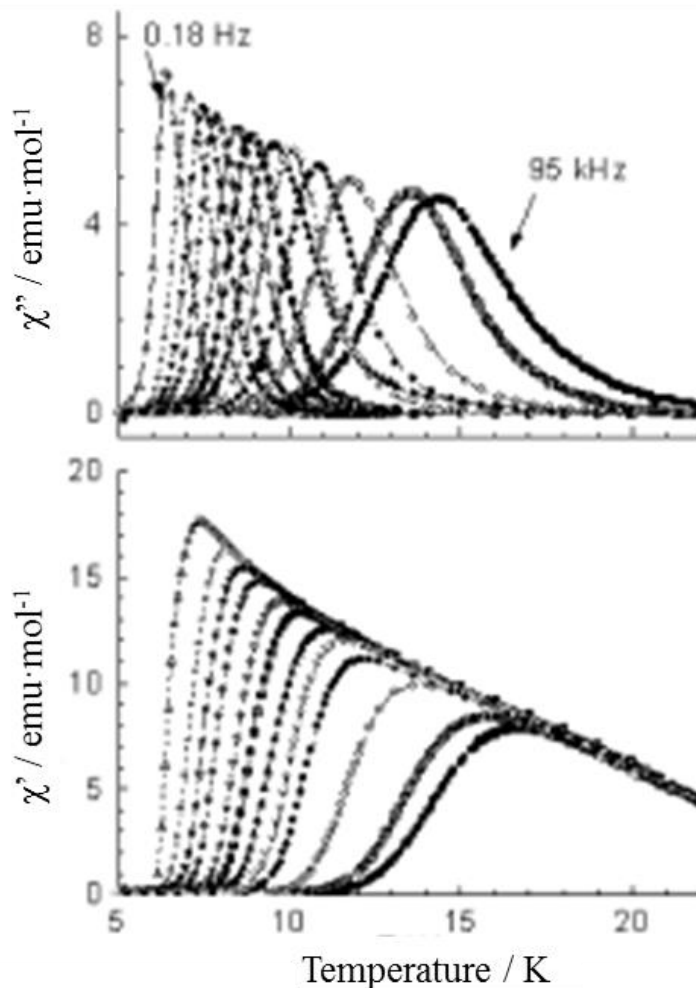 8
0.18 Hz
95 kHz
χ” / emu·mol⁻¹
4
0
20
15
χ’ / emu·mol⁻¹
10
5
0
5 10 15 20
Temperature / K